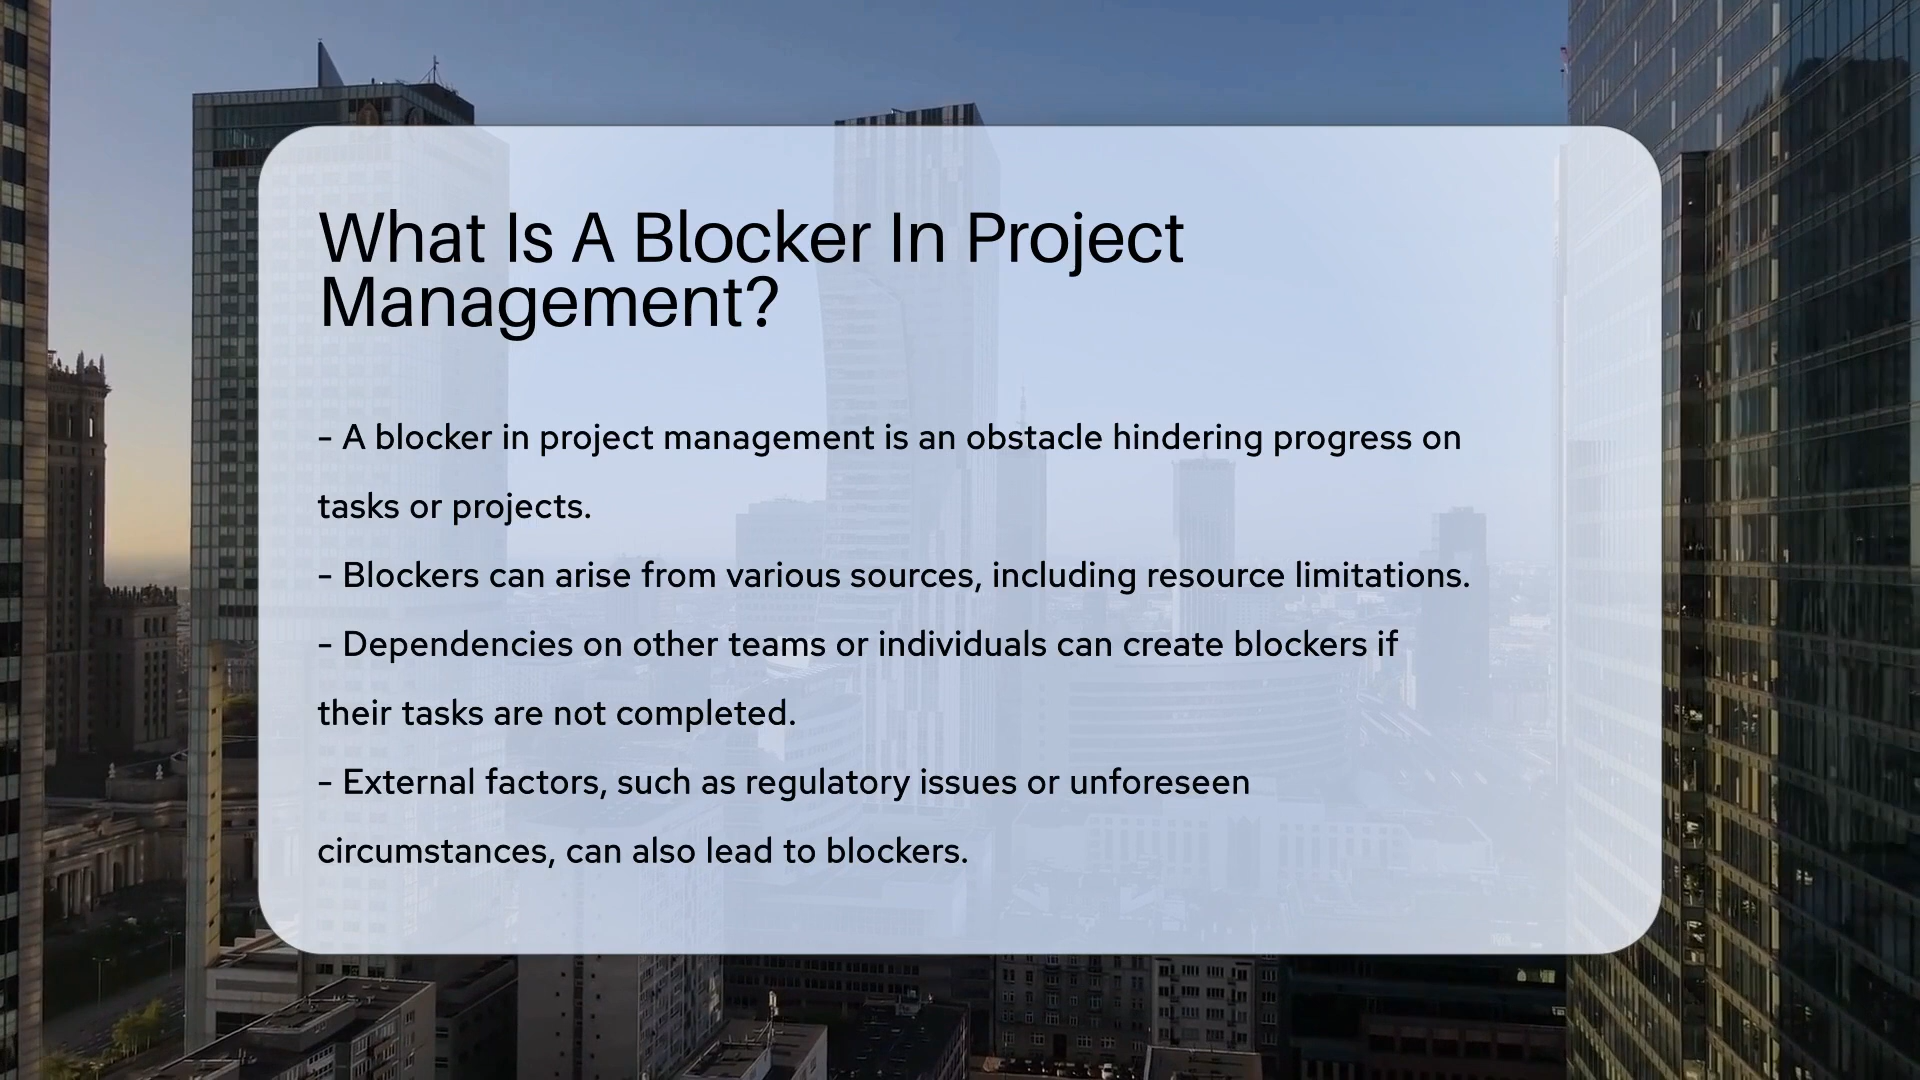 What Is A Blocker In Project
Management?
- A blocker in project management is an obstacle hindering progress on
tasks or projects.
- Blockers can arise from various sources, including resource limitations.
- Dependencies on other teams or individuals can create blockers if
their tasks are not completed.
- External factors, such as regulatory issues or unforeseen
circumstances, can also lead to blockers.